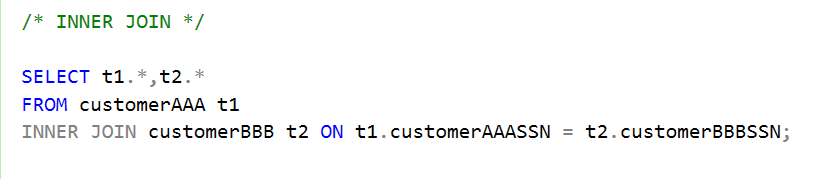 /* INNER JOIN */
SELECT t1.*,t2.*
FROM customerAAA t1
INNER JOIN customerBBB t2 ON t1.customerAAASSN = t2.customerBBBSSN;